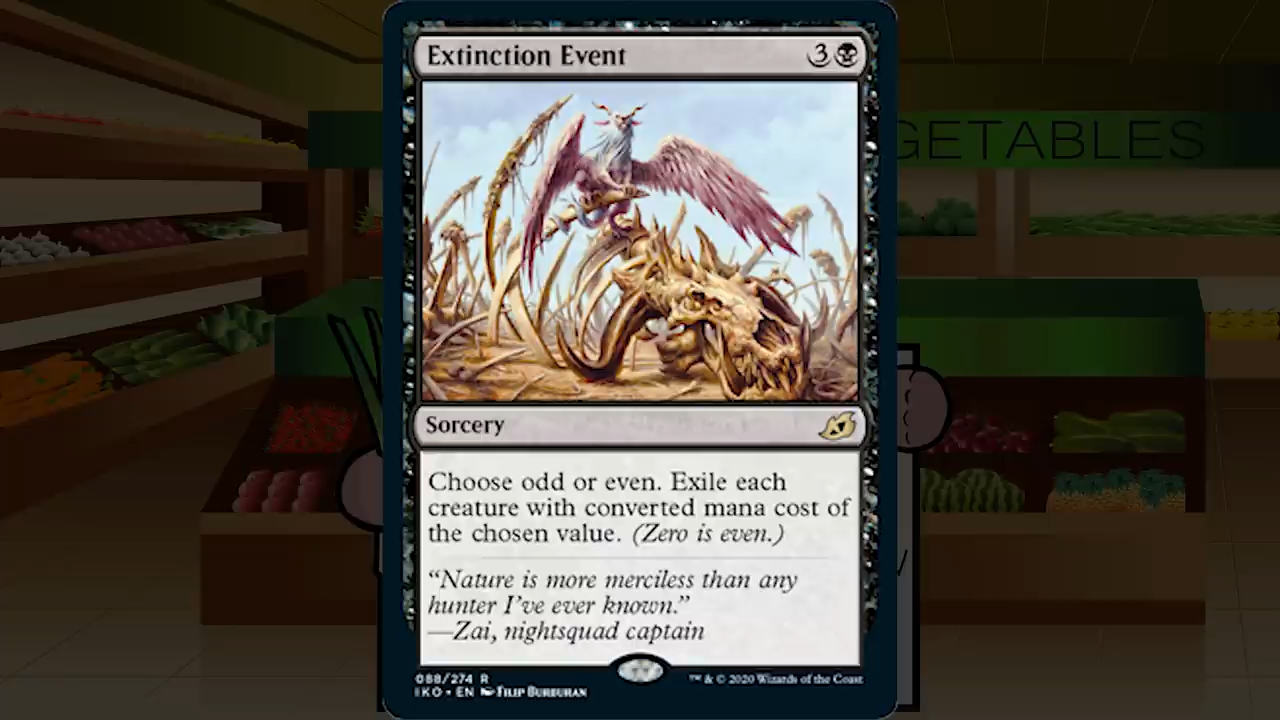 Extinction Event
3
GETABLES
Sorcery
Choose odd or even. Exile each
creature with converted mana cost of
the chosen value. (Zero is even.)
“Nature is more merciless than any
hunter I’ve ever known.”
—Zai, nightsquad captain
088/274 R
IKO • EN FILIP BURBURAN
™ & © 2020 Wizards of the Coast